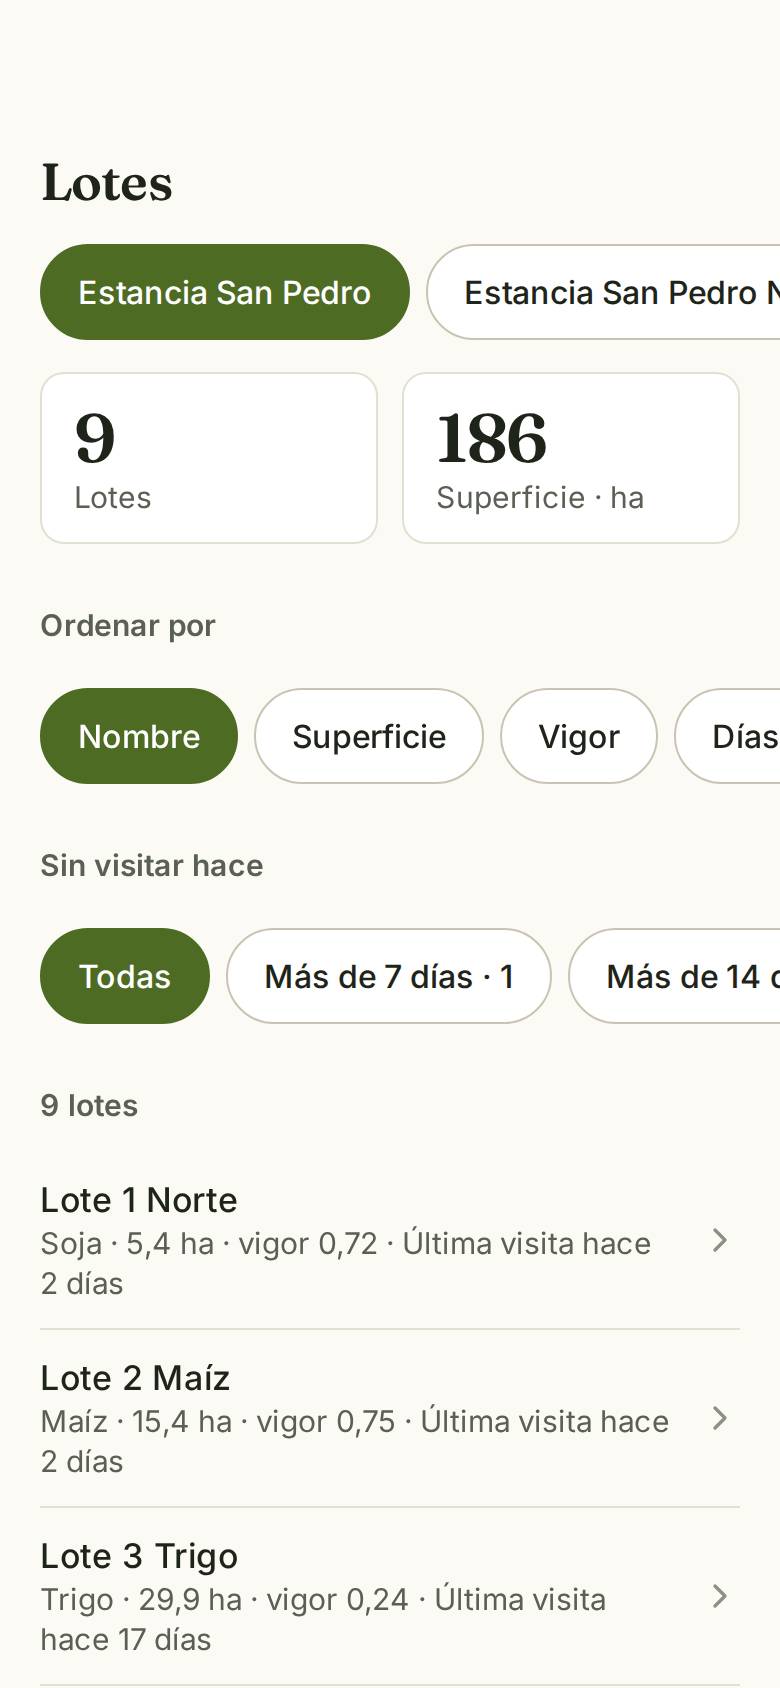 Lotes
Estancia San Pedro
Estancia San Pedro
9
Lotes
186
Superficie · ha
Ordenar por
Nombre
Superficie
Vigor
Días
Sin visitar hace
Todas
Más de 7 días · 1
Más de 14
9 lotes
Lote 1 Norte
Soja · 5,4 ha · vigor 0,72 · Última visita hace
2 días
Lote 2 Maíz
Maíz · 15,4 ha · vigor 0,75 · Última visita hace
2 días
Lote 3 Trigo
Trigo · 29,9 ha · vigor 0,24 · Última visita
hace 17 días